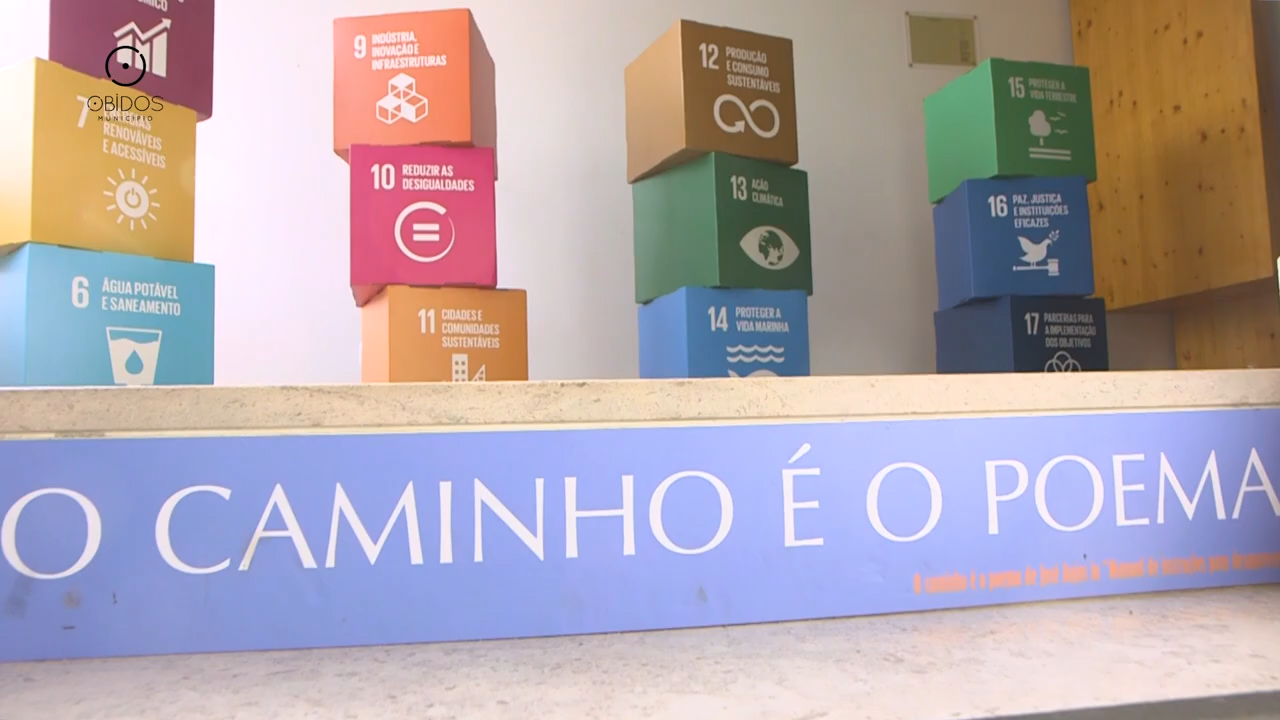 ÓBIDOS
MUNICÍPIO
7
RENOVÁVEIS
E ACESSÍVEIS
6 ÁGUA POTÁVEL
E SANEAMENTO
9 INDÚSTRIA,
INOVAÇÃO E
INFRAESTRUTURAS
10 REDUZIR AS
DESIGUALDADES
11 CIDADES E
COMUNIDADES
SUSTENTÁVEIS
12 PRODUÇÃO
E CONSUMO
SUSTENTÁVEIS
13 AÇÃO
CLIMÁTICA
14 PROTEGER A
VIDA MARINHA
15 PROTEGER A
VIDA TERRESTRE
16 PAZ, JUSTIÇA
E INSTITUIÇÕES
EFICAZES
17 PARCERIAS PARA
A IMPLEMENTAÇÃO
DOS OBJETIVOS
O CAMINHO É O POEMA